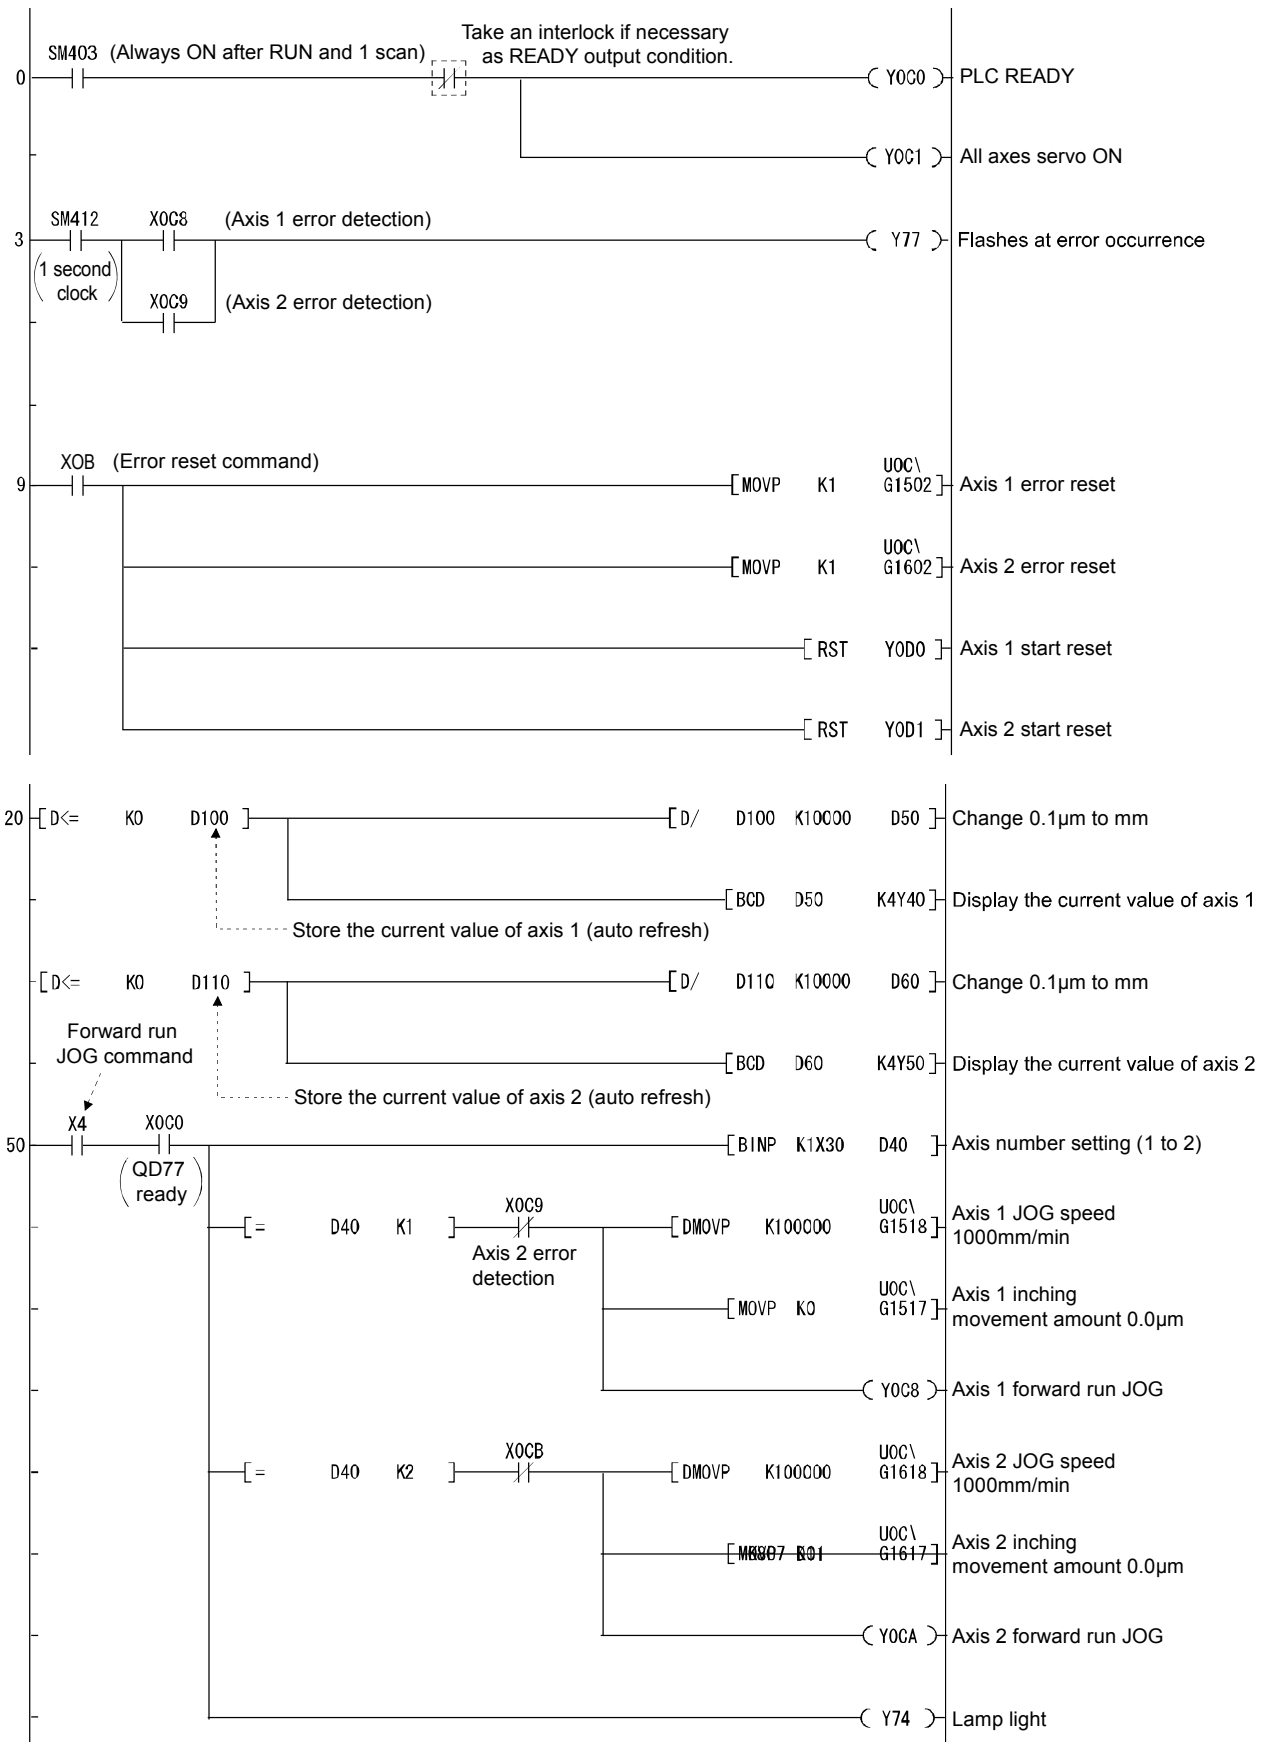 Take an interlock if necessary
SM403 (Always ON after RUN and 1 scan) as READY output condition.
0 Y0C0 PLC READY
Y0C1 All axes servo ON
SM412 X0C8 (Axis 1 error detection)
3 Y77 Flashes at error occurrence
1 second
clock
X0C9 (Axis 2 error detection)
X0B (Error reset command)
9 [MOVP K1 U0C\G1502] Axis 1 error reset
[MOVP K1 U0C\G1602] Axis 2 error reset
[RST Y0D0] Axis 1 start reset
[RST Y0D1] Axis 2 start reset
20 [D<= K0 D100] [D/ D100 K10000 D50] Change 0.1µm to mm
[BCD D50 K4Y40] Display the current value of axis 1
Store the current value of axis 1 (auto refresh)
[D<= K0 D110] [D/ D110 K10000 D60] Change 0.1µm to mm
Forward run
JOG command
[BCD D60 K4Y50] Display the current value of axis 2
Store the current value of axis 2 (auto refresh)
X4 X0C0
50 [BINP K1X30 D40] Axis number setting (1 to 2)
(QD77
ready)
[= D40 K1] X0C9 [DMOVP K100000 U0C\G1518] Axis 1 JOG speed
1000mm/min
Axis 2 error
detection
[MOVP K0 U0C\G1517] Axis 1 inching
movement amount 0.0µm
Y0C8 Axis 1 forward run JOG
[= D40 K2] X0CB [DMOVP K100000 U0C\G1618] Axis 2 JOG speed
1000mm/min
U0C\G1617] Axis 2 inching
movement amount 0.0µm
Y0CA Axis 2 forward run JOG
Y74 Lamp light